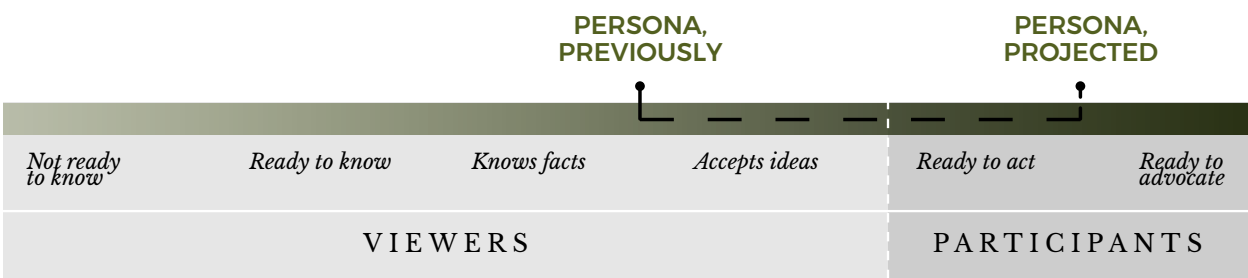 PERSONA,
PREVIOUSLY
PERSONA,
PROJECTED
Not ready
to know
Ready to know
Knows facts
Accepts ideas
Ready to act
Ready to
advocate
VIEWERS
PARTICIPANTS